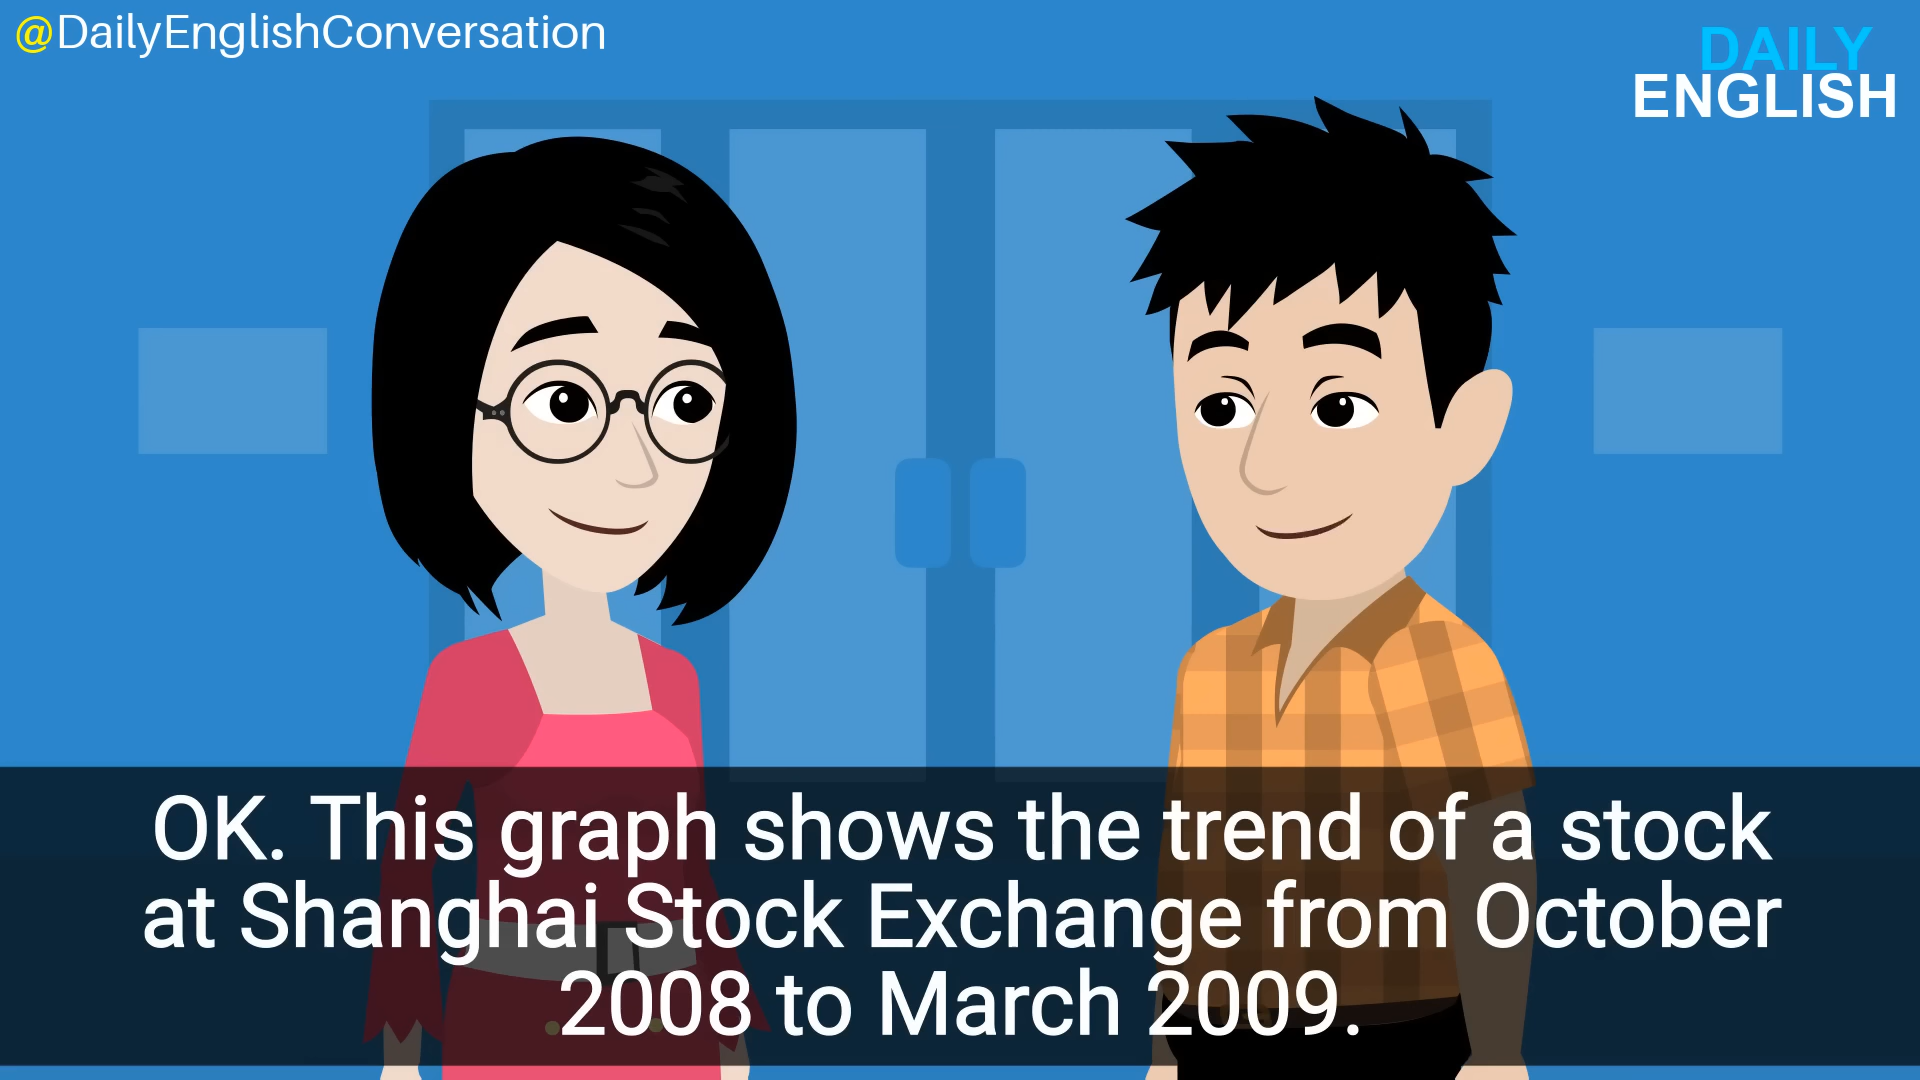 @DailyEnglishConversation
DAILY
ENGLISH
OK. This graph shows the trend of a stock
at Shanghai Stock Exchange from October
2008 to March 2009.